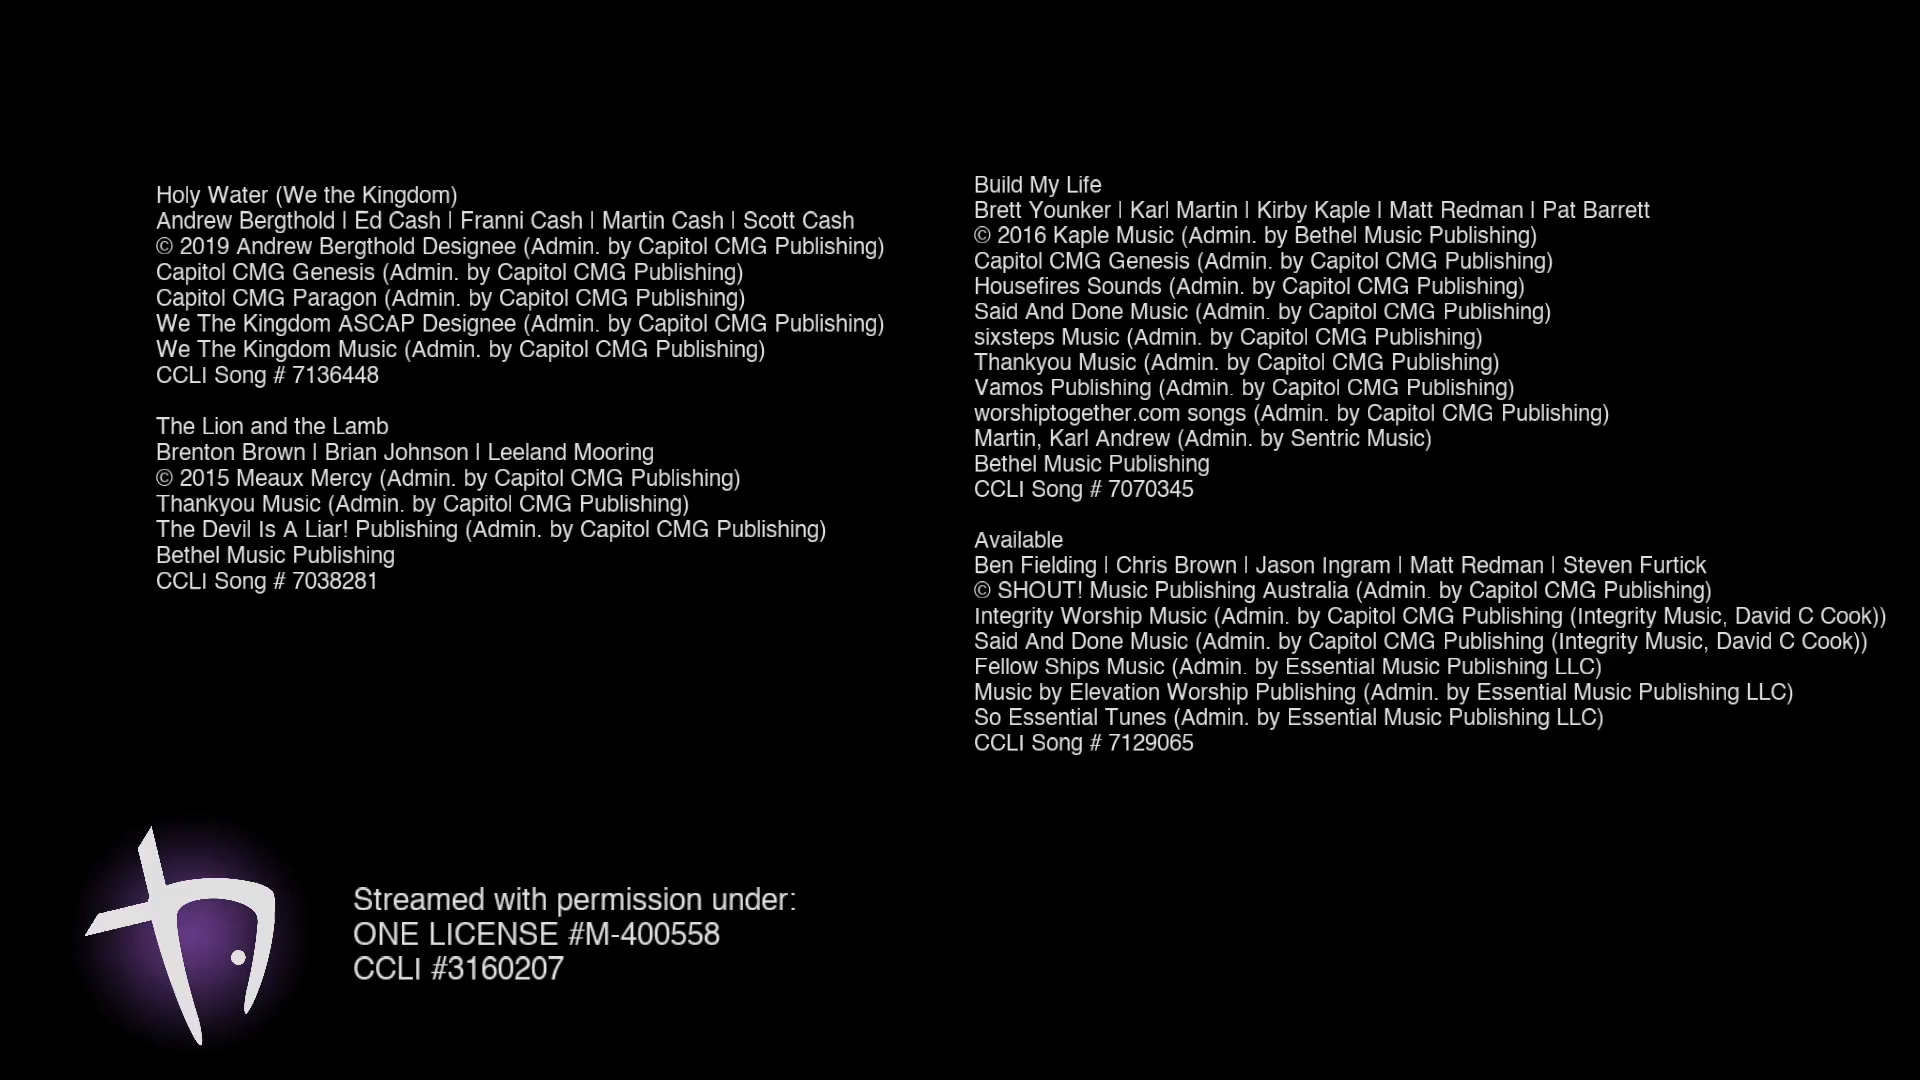 Holy Water (We the Kingdom)
Andrew Bergthold | Ed Cash | Franni Cash | Martin Cash | Scott Cash
© 2019 Andrew Bergthold Designee (Admin. by Capitol CMG Publishing)
Capitol CMG Genesis (Admin. by Capitol CMG Publishing)
Capitol CMG Paragon (Admin. by Capitol CMG Publishing)
We The Kingdom ASCAP Designee (Admin. by Capitol CMG Publishing)
We The Kingdom Music (Admin. by Capitol CMG Publishing)
CCLI Song # 7136448
The Lion and the Lamb
Brenton Brown | Brian Johnson | Leeland Mooring
© 2015 Meaux Mercy (Admin. by Capitol CMG Publishing)
Thankyou Music (Admin. by Capitol CMG Publishing)
The Devil Is A Liar! Publishing (Admin. by Capitol CMG Publishing)
Bethel Music Publishing
CCLI Song # 7038281
Build My Life
Brett Younker | Karl Martin | Kirby Kaple | Matt Redman | Pat Barrett
© 2016 Kaple Music (Admin. by Bethel Music Publishing)
Capitol CMG Genesis (Admin. by Capitol CMG Publishing)
Housefires Sounds (Admin. by Capitol CMG Publishing)
Said And Done Music (Admin. by Capitol CMG Publishing)
sixsteps Music (Admin. by Capitol CMG Publishing)
Thankyou Music (Admin. by Capitol CMG Publishing)
Vamos Publishing (Admin. by Capitol CMG Publishing)
worshiptogether.com songs (Admin. by Capitol CMG Publishing)
Martin, Karl Andrew (Admin. by Sentric Music)
Bethel Music Publishing
CCLI Song # 7070345
Available
Ben Fielding | Chris Brown | Jason Ingram | Matt Redman | Steven Furtick
© SHOUT! Music Publishing Australia (Admin. by Capitol CMG Publishing)
Integrity Worship Music (Admin. by Capitol CMG Publishing (Integrity Music, David C Cook))
Said And Done Music (Admin. by Capitol CMG Publishing (Integrity Music, David C Cook))
Fellow Ships Music (Admin. by Essential Music Publishing LLC)
Music by Elevation Worship Publishing (Admin. by Essential Music Publishing LLC)
So Essential Tunes (Admin. by Essential Music Publishing LLC)
CCLI Song # 7129065
Streamed with permission under:
ONE LICENSE #M-400558
CCLI #3160207